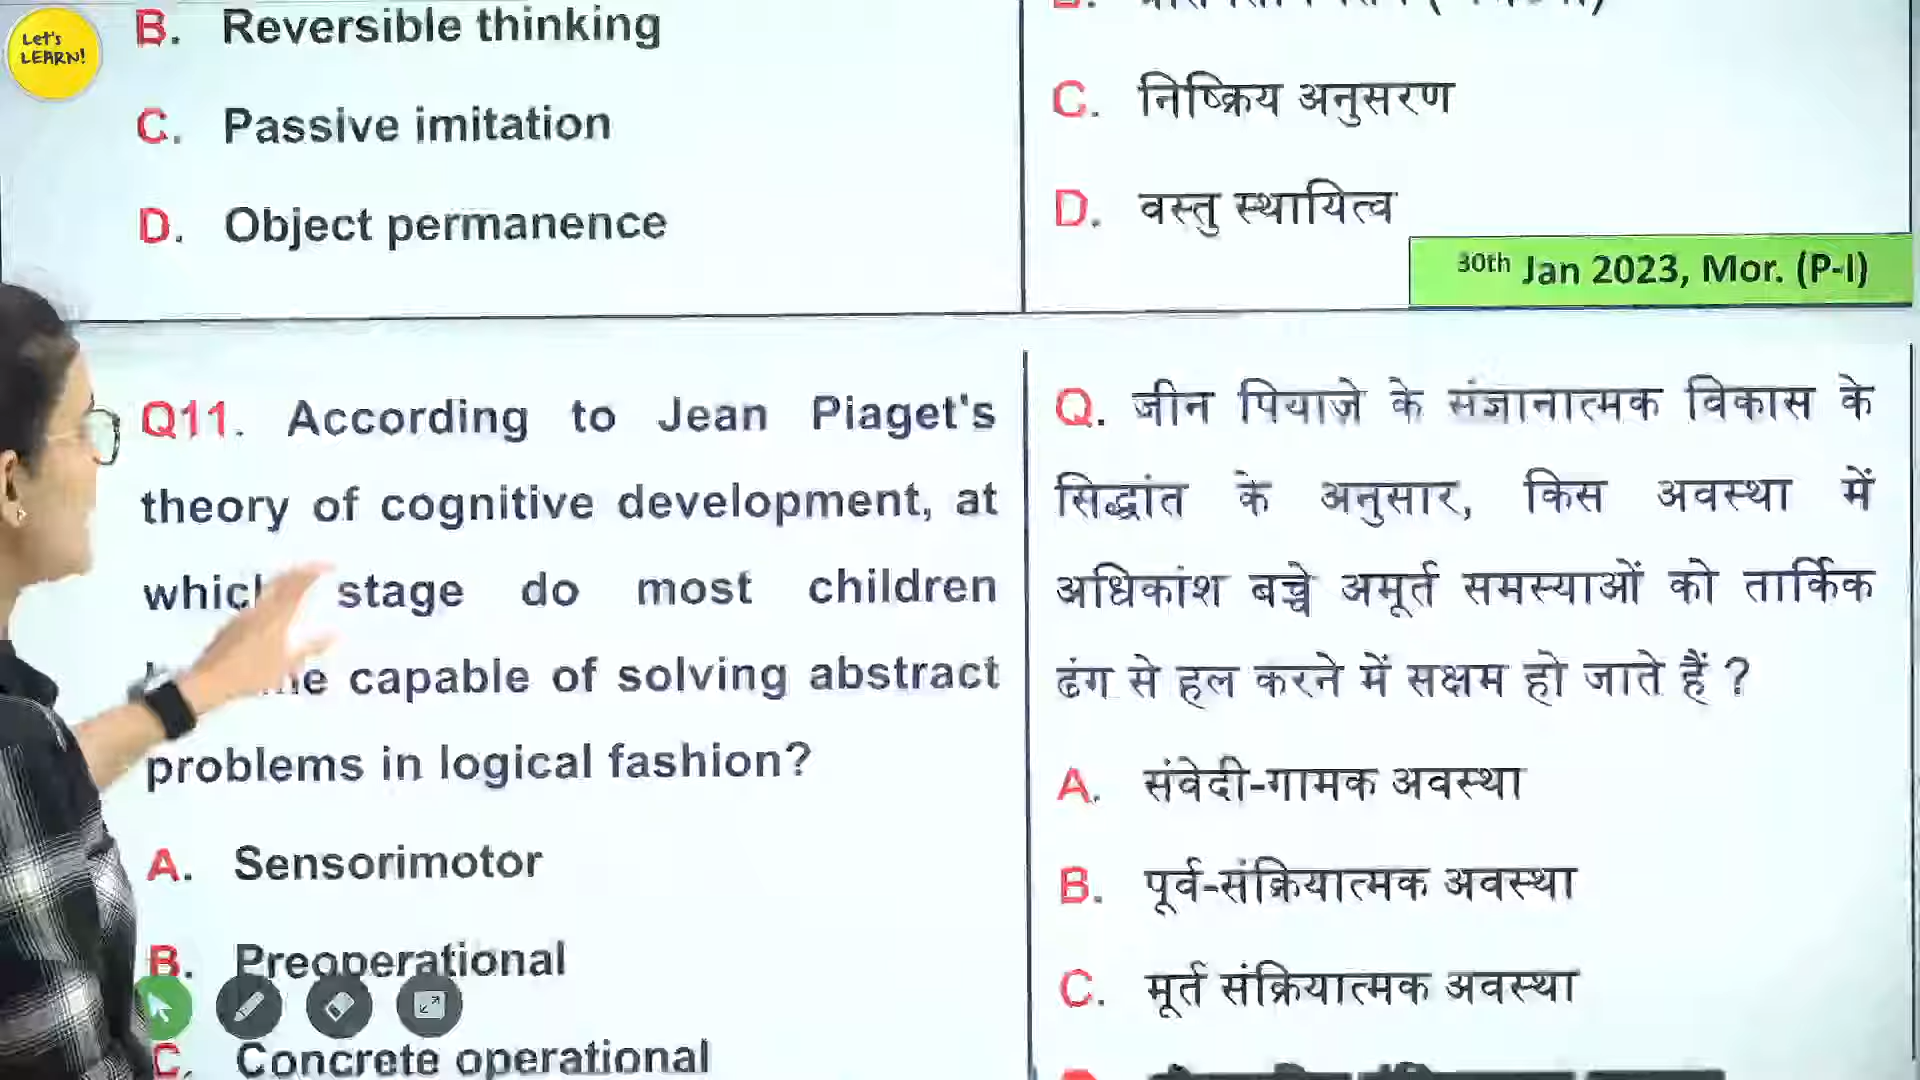 Let's
LEARN!
B. Reversible thinking
C. Passive imitation
D. Object permanence
C. निष्क्रिय अनुसरण
D. वस्तु स्थायित्व
30th Jan 2023, Mor. (P-I)
Q11. According to Jean Piaget's
theory of cognitive development, at
which stage do most children
capable of solving abstract
problems in logical fashion?
A. Sensorimotor
B. Preoperational
C. Concrete operational
Q. जीन पियाजे के संज्ञानात्मक विकास के
सिद्धांत के अनुसार, किस अवस्था में
अधिकांश बच्चे अमूर्त समस्याओं को तार्किक
ढंग से हल करने में सक्षम हो जाते हैं ?
A. संवेदी-गामक अवस्था
B. पूर्व-संक्रियात्मक अवस्था
C. मूर्त संक्रियात्मक अवस्था